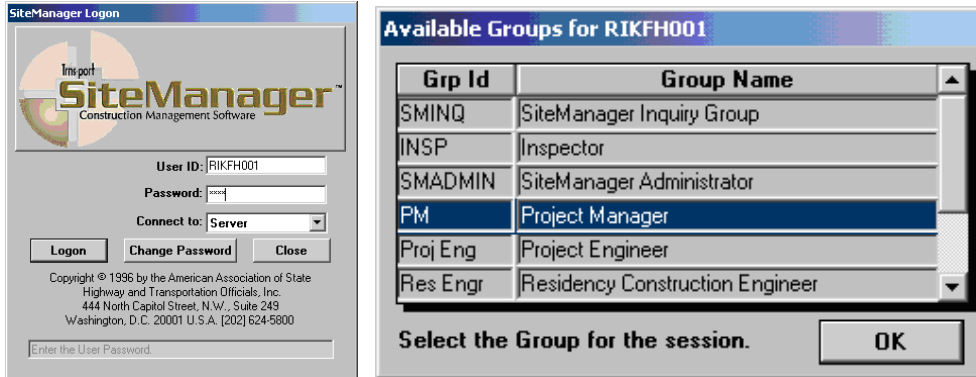 SiteManager Logon
Trns·port
SiteManager™
Construction Management Software
User ID: RIKFH001
Password: ××××
Connect to: Server
Logon Change Password Close
Copyright © 1996 by the American Association of State
Highway and Transportation Officials, Inc.
444 North Capitol Street, N.W., Suite 249
Washington, D.C. 20001 U.S.A. [202] 624-5800
Enter the User Password.
Available Groups for RIKFH001
Grp Id Group Name
SMINQ SiteManager Inquiry Group
INSP Inspector
SMADMIN SiteManager Administrator
PM Project Manager
Proj Eng Project Engineer
Res Engr Residency Construction Engineer
Select the Group for the session. OK